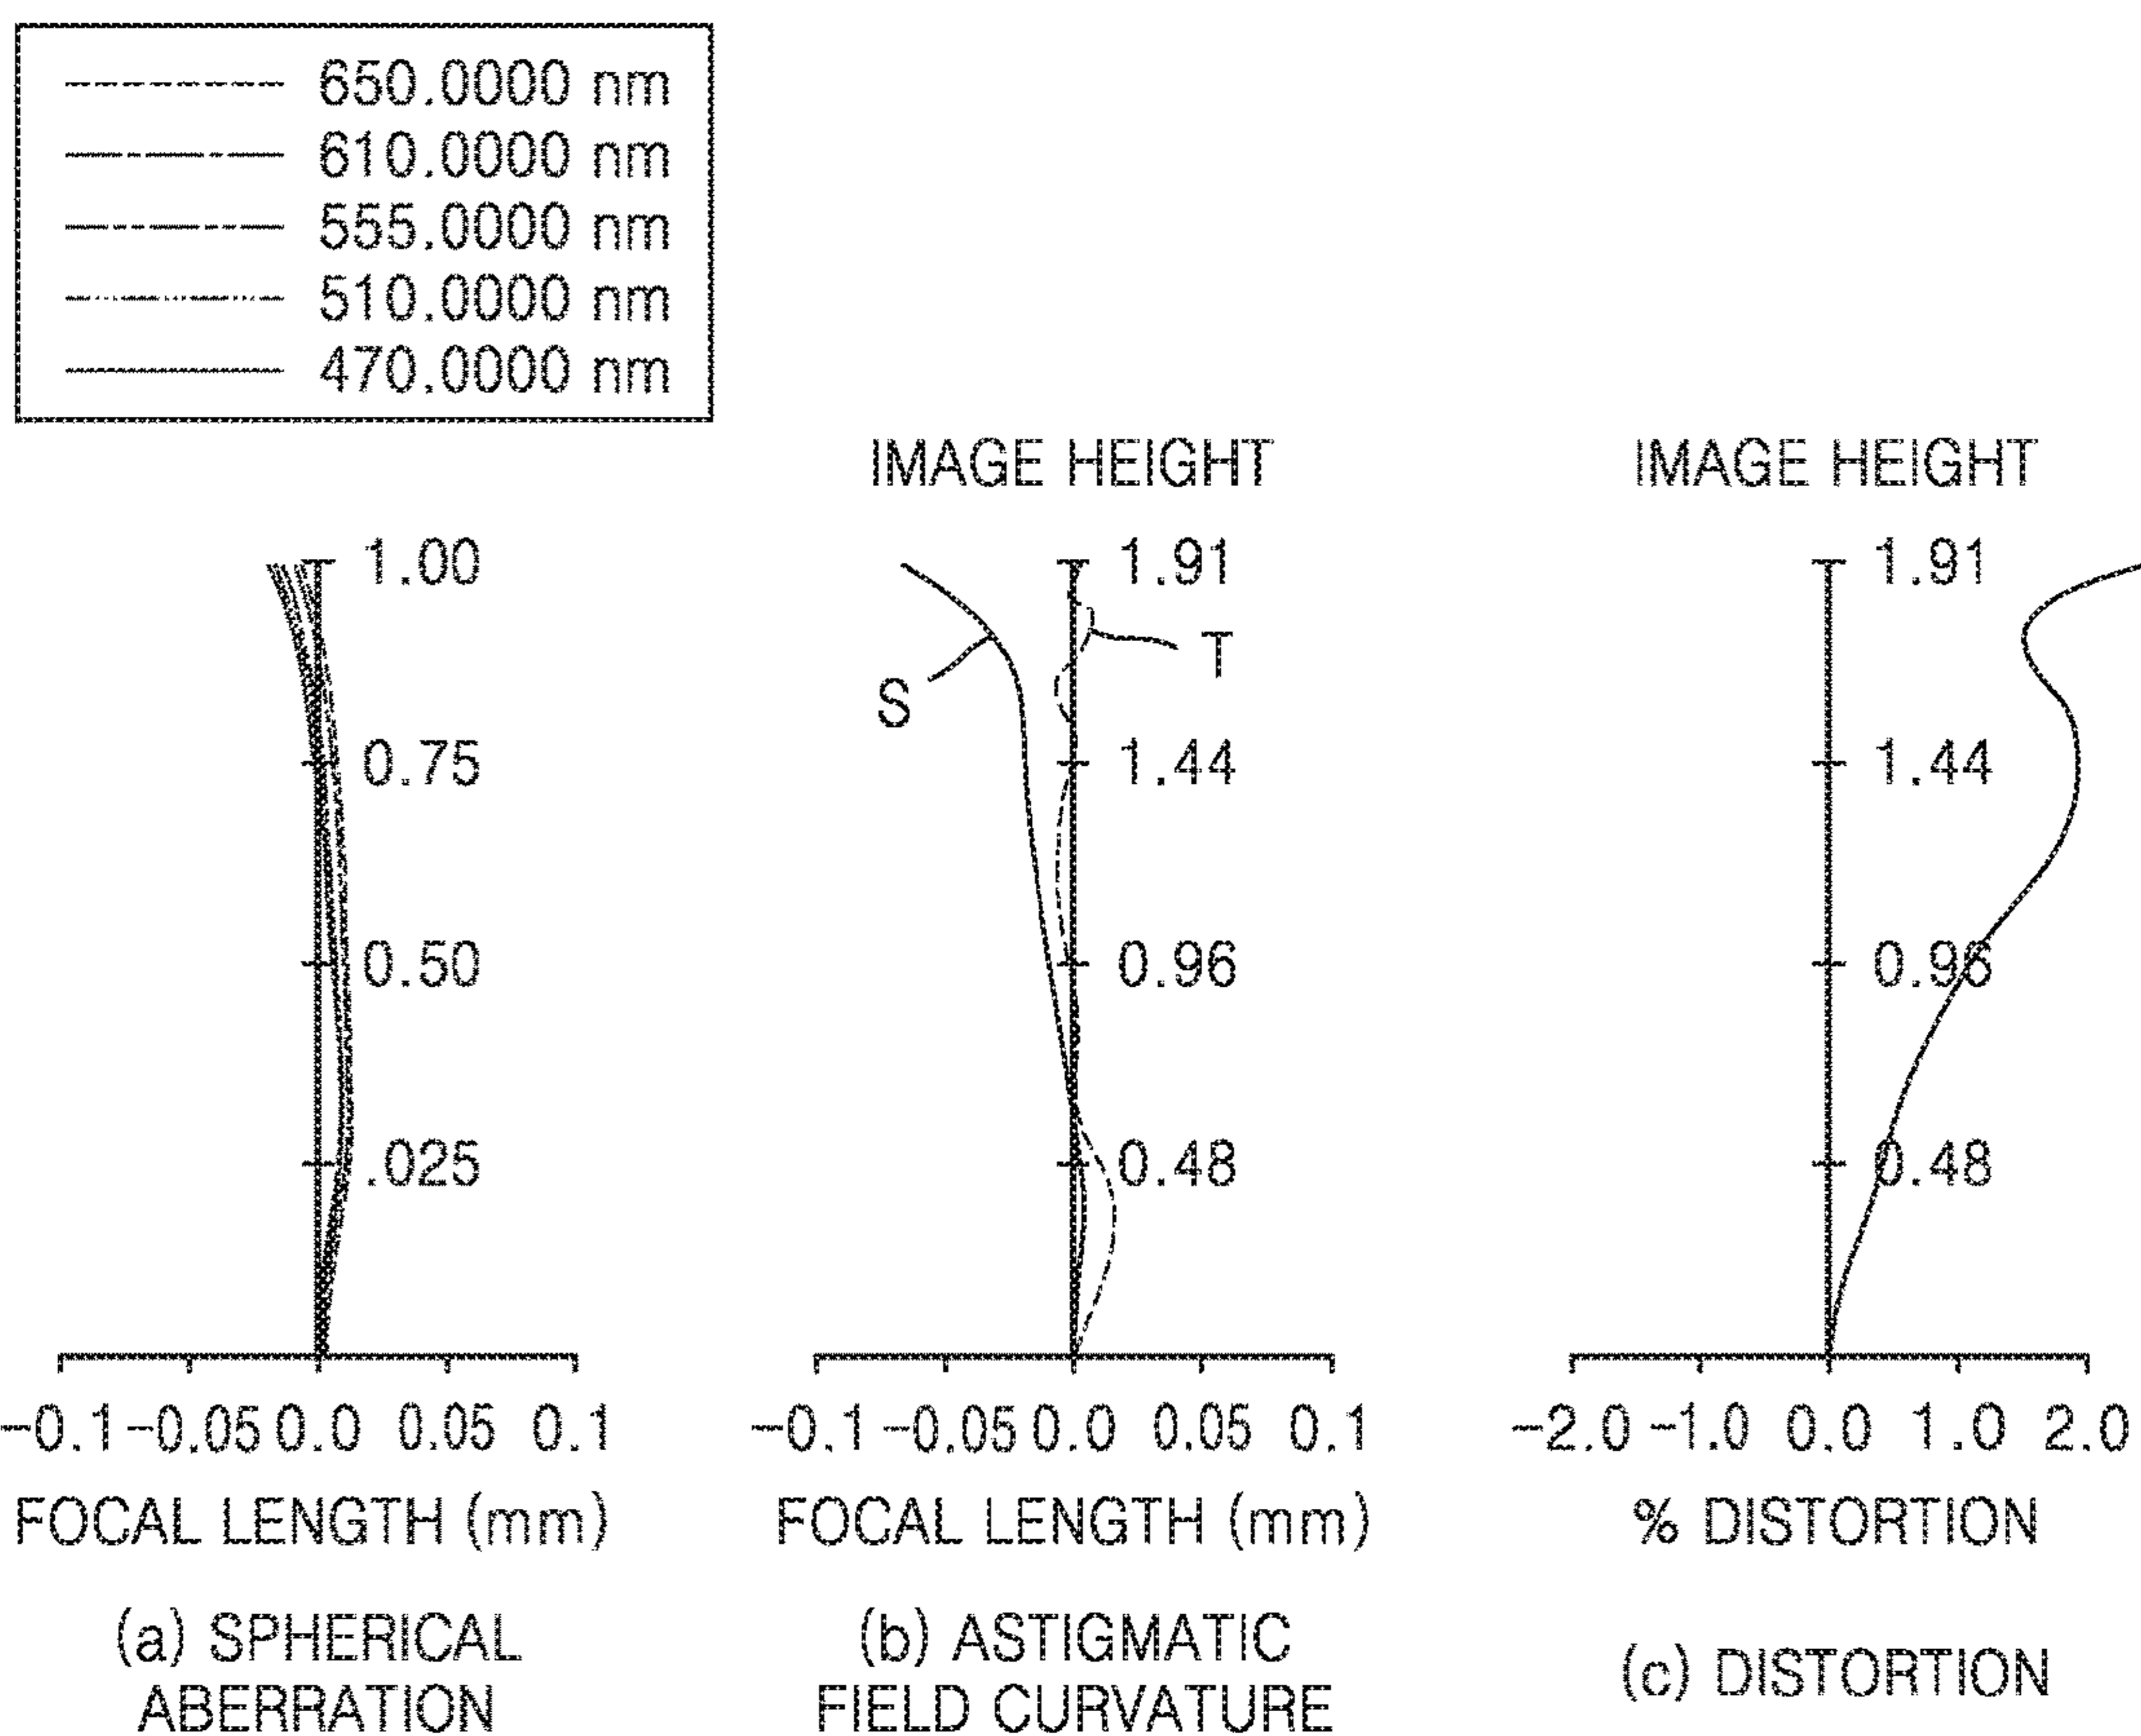 650.0000 nm
610.0000 nm
555.0000 nm
510.0000 nm
470.0000 nm
1.00
0.75
0.50
.025
-0.1 -0.05 0.0 0.05 0.1
FOCAL LENGTH (mm)
(a) SPHERICAL
ABERRATION
IMAGE HEIGHT
1.91
T
S
1.44
0.96
0.48
-0.1 -0.05 0.0 0.05 0.1
FOCAL LENGTH (mm)
(b) ASTIGMATIC
FIELD CURVATURE
IMAGE HEIGHT
1.91
1.44
0.96
0.48
-2.0 -1.0 0.0 1.0 2.0
% DISTORTION
(c) DISTORTION